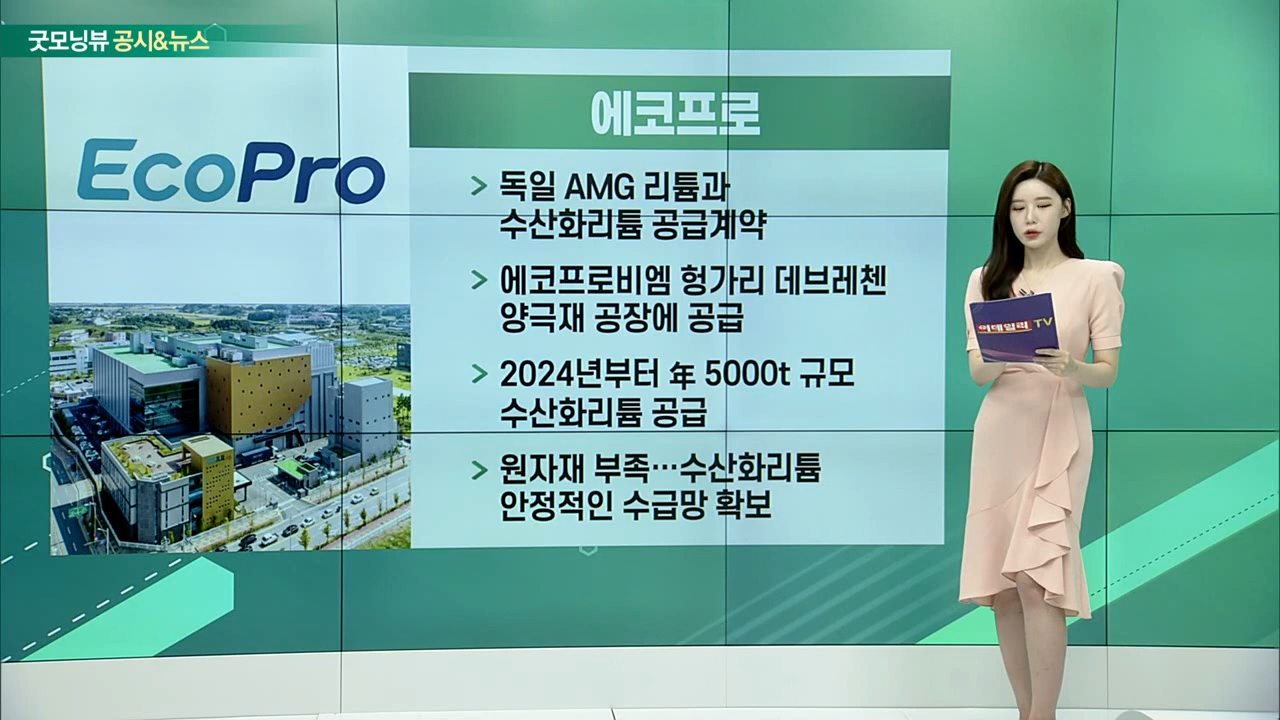 굿모닝뷰 공시&뉴스
EcoPro
에코프로
> 독일 AMG 리튬과
수산화리튬 공급계약
> 에코프로비엠 헝가리 데브레첸
양극재 공장에 공급
> 2024년부터 年 5000t 규모
수산화리튬 공급
> 원자재 부족…수산화리튬
안정적인 수급망 확보
이데일리 TV